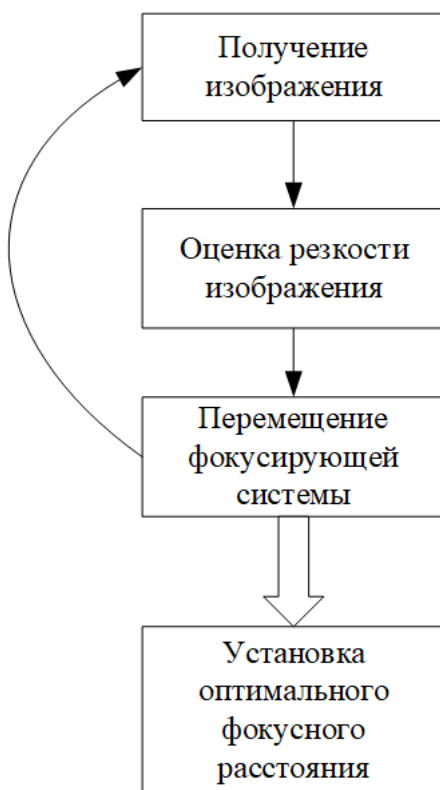 Получение
изображения
Оценка резкости
изображения
Перемещение
фокусирующей
системы
Установка
оптимального
фокусного
расстояния